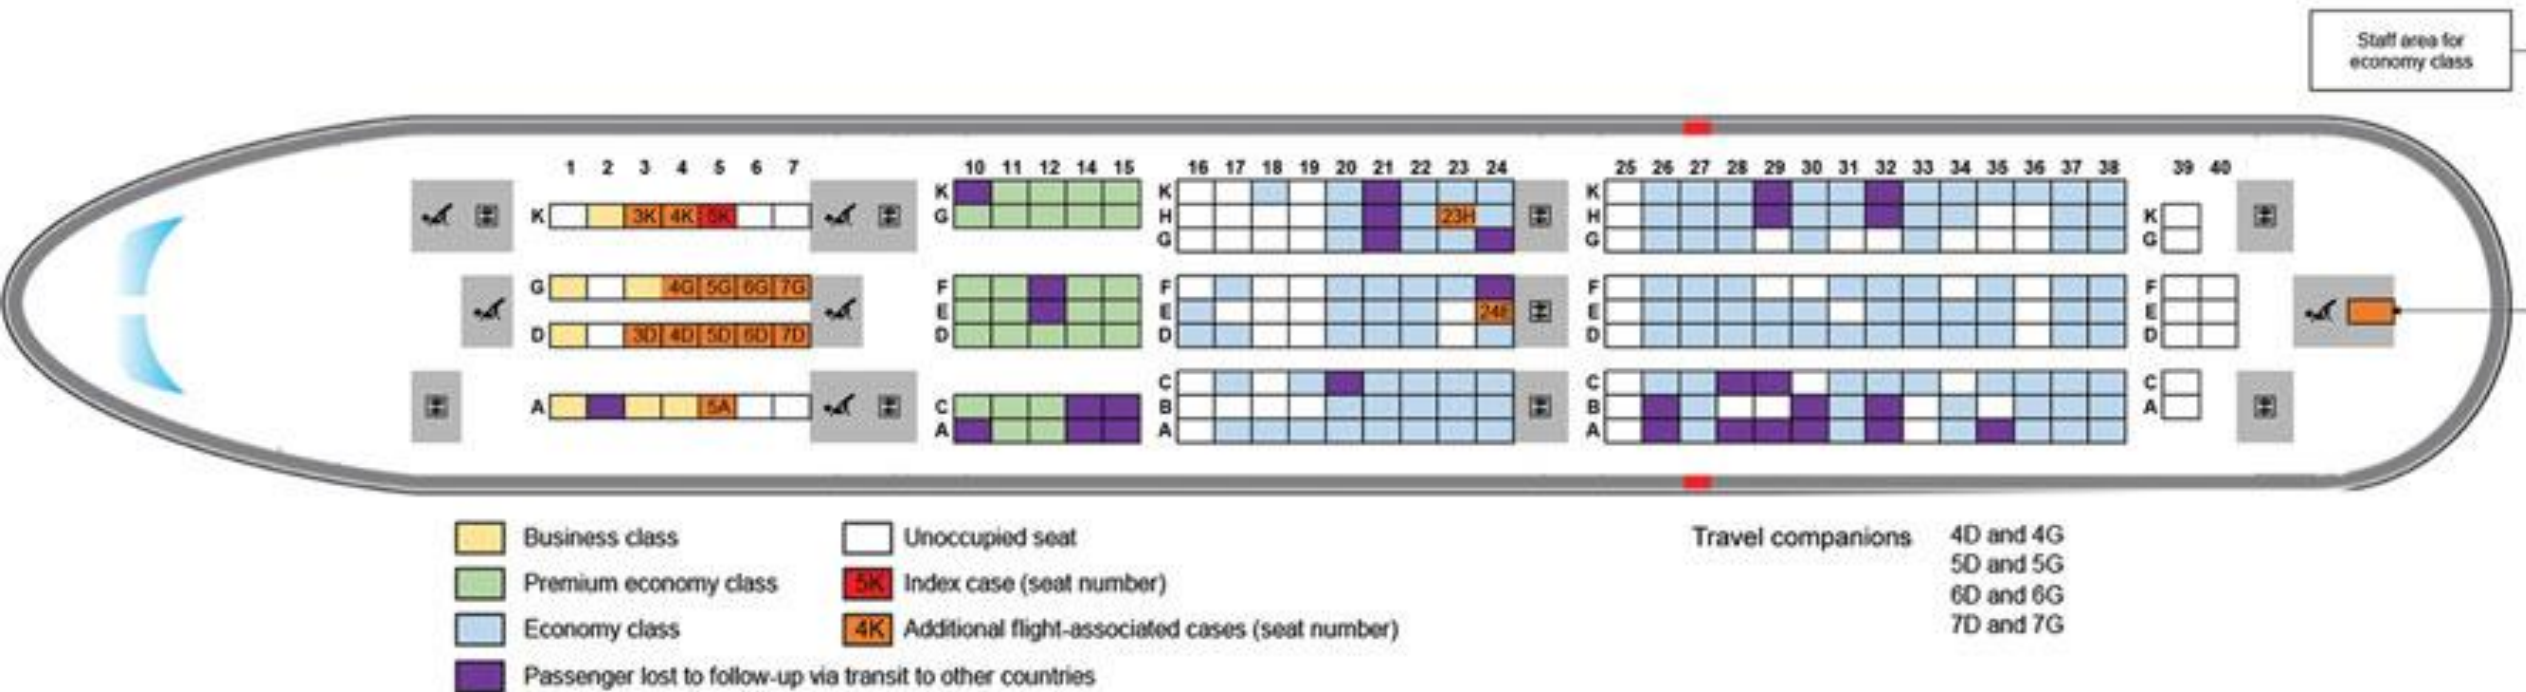 Staff area for
economy class
1 2 3 4 5 6 7
10 11 12 14 15
16 17 18 19 20 21 22 23 24
25 26 27 28 29 30 31 32 33 34 35 36 37 38
39 40
K 3K 4K 5K
K
G
K
H 23H
G
K
H
G
K
G
G 4G 5G 6G 7G
D 3D 4D 5D 6D 7D
F
E
D
F
E 24E
D
F
E
D
F
E
D
A 5A
C
A
C
B
A
C
B
A
C
A
Business class
Premium economy class
Economy class
Passenger lost to follow-up via transit to other countries
Unoccupied seat
5K Index case (seat number)
4K Additional flight-associated cases (seat number)
Travel companions 4D and 4G
5D and 5G
6D and 6G
7D and 7G